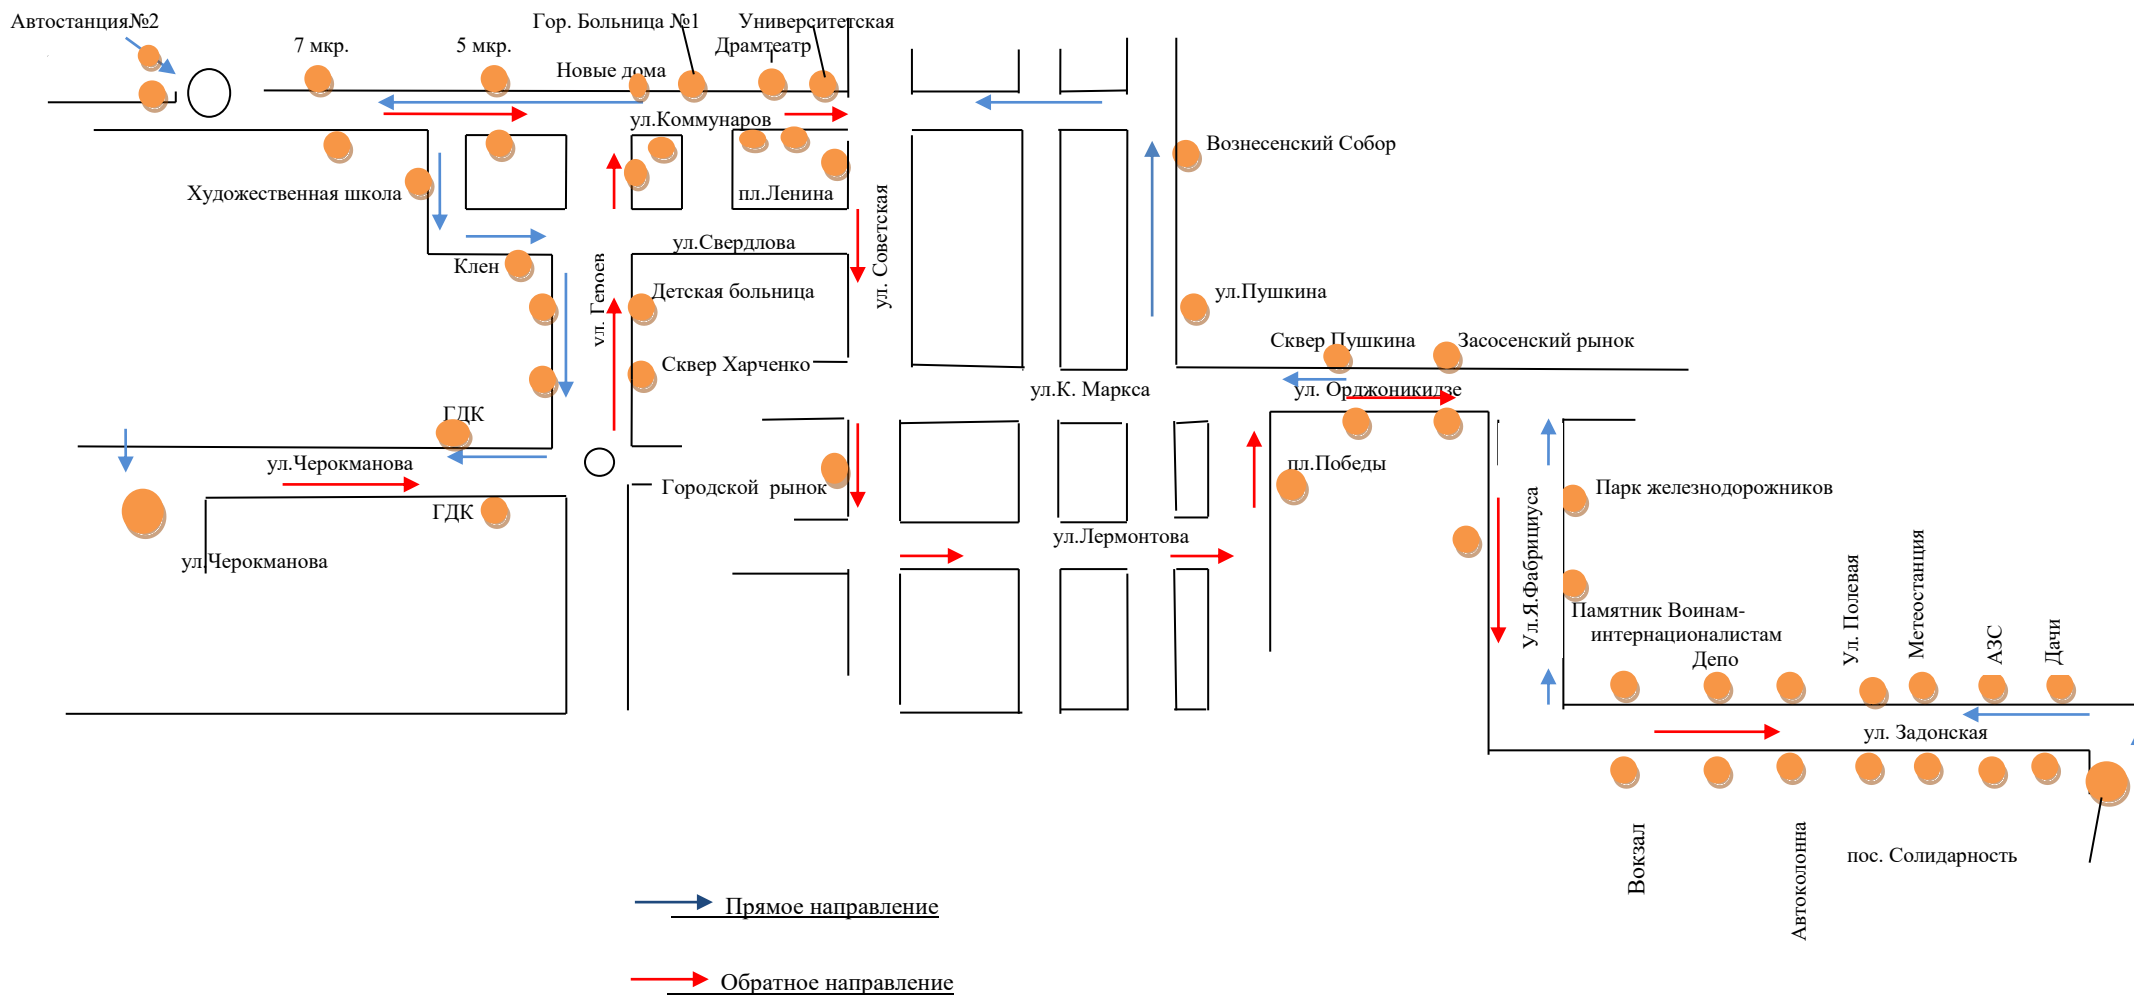 Автостанция№2
Гор. Больница №1
Университетская
7 мкр.
5 мкр.
Драмтеатр
Новые дома
ул.Коммунаров
Вознесенский Собор
Художественная школа
пл.Ленина
ул. Советская
ул.Свердлова
Клен
ул. Героев
Детская больница
ул.Пушкина
Сквер Пушкина
Засосенский рынок
Сквер Харченко
ул.К. Маркса
ул. Орджоникидзе
ГДК
ул.Черокманова
пл.Победы
Городской рынок
Парк железнодорожников
ГДК
ул.Лермонтова
ул.Черокманова
Ул.Я.Фабрициуса
Памятник Воинам-
интернационалистам
Депо
Ул. Полевая
Метеостанция
АЗС
Дачи
ул. Задонская
Вокзал
Автоколонна
пос. Солидарность
Прямое направление
Обратное направление